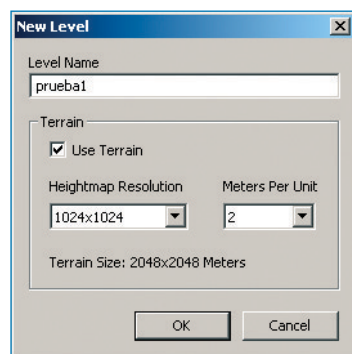 New Level
Level Name
prueba1
Terrain
Use Terrain
Heightmap Resolution
Meters Per Unit
1024x1024
2
Terrain Size: 2048x2048 Meters
OK
Cancel